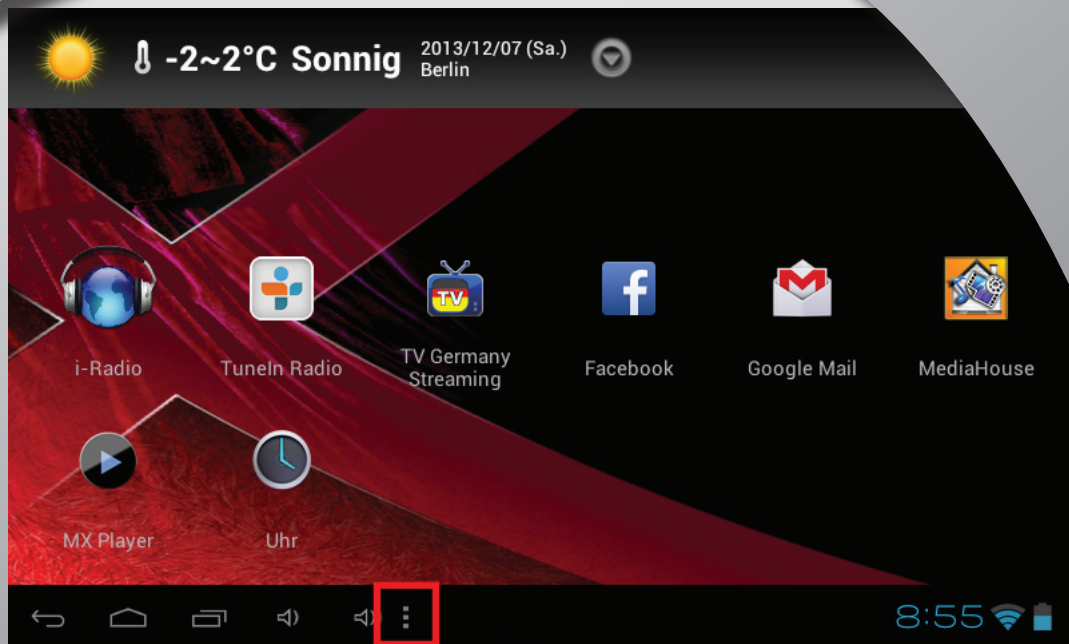 -2~2°C Sonnig
2013/12/07 (Sa.)
Berlin
i-Radio
TuneIn Radio
TV
TV Germany
Streaming
f
Facebook
M
Google Mail
MediaHouse
MX Player
Uhr
8:55